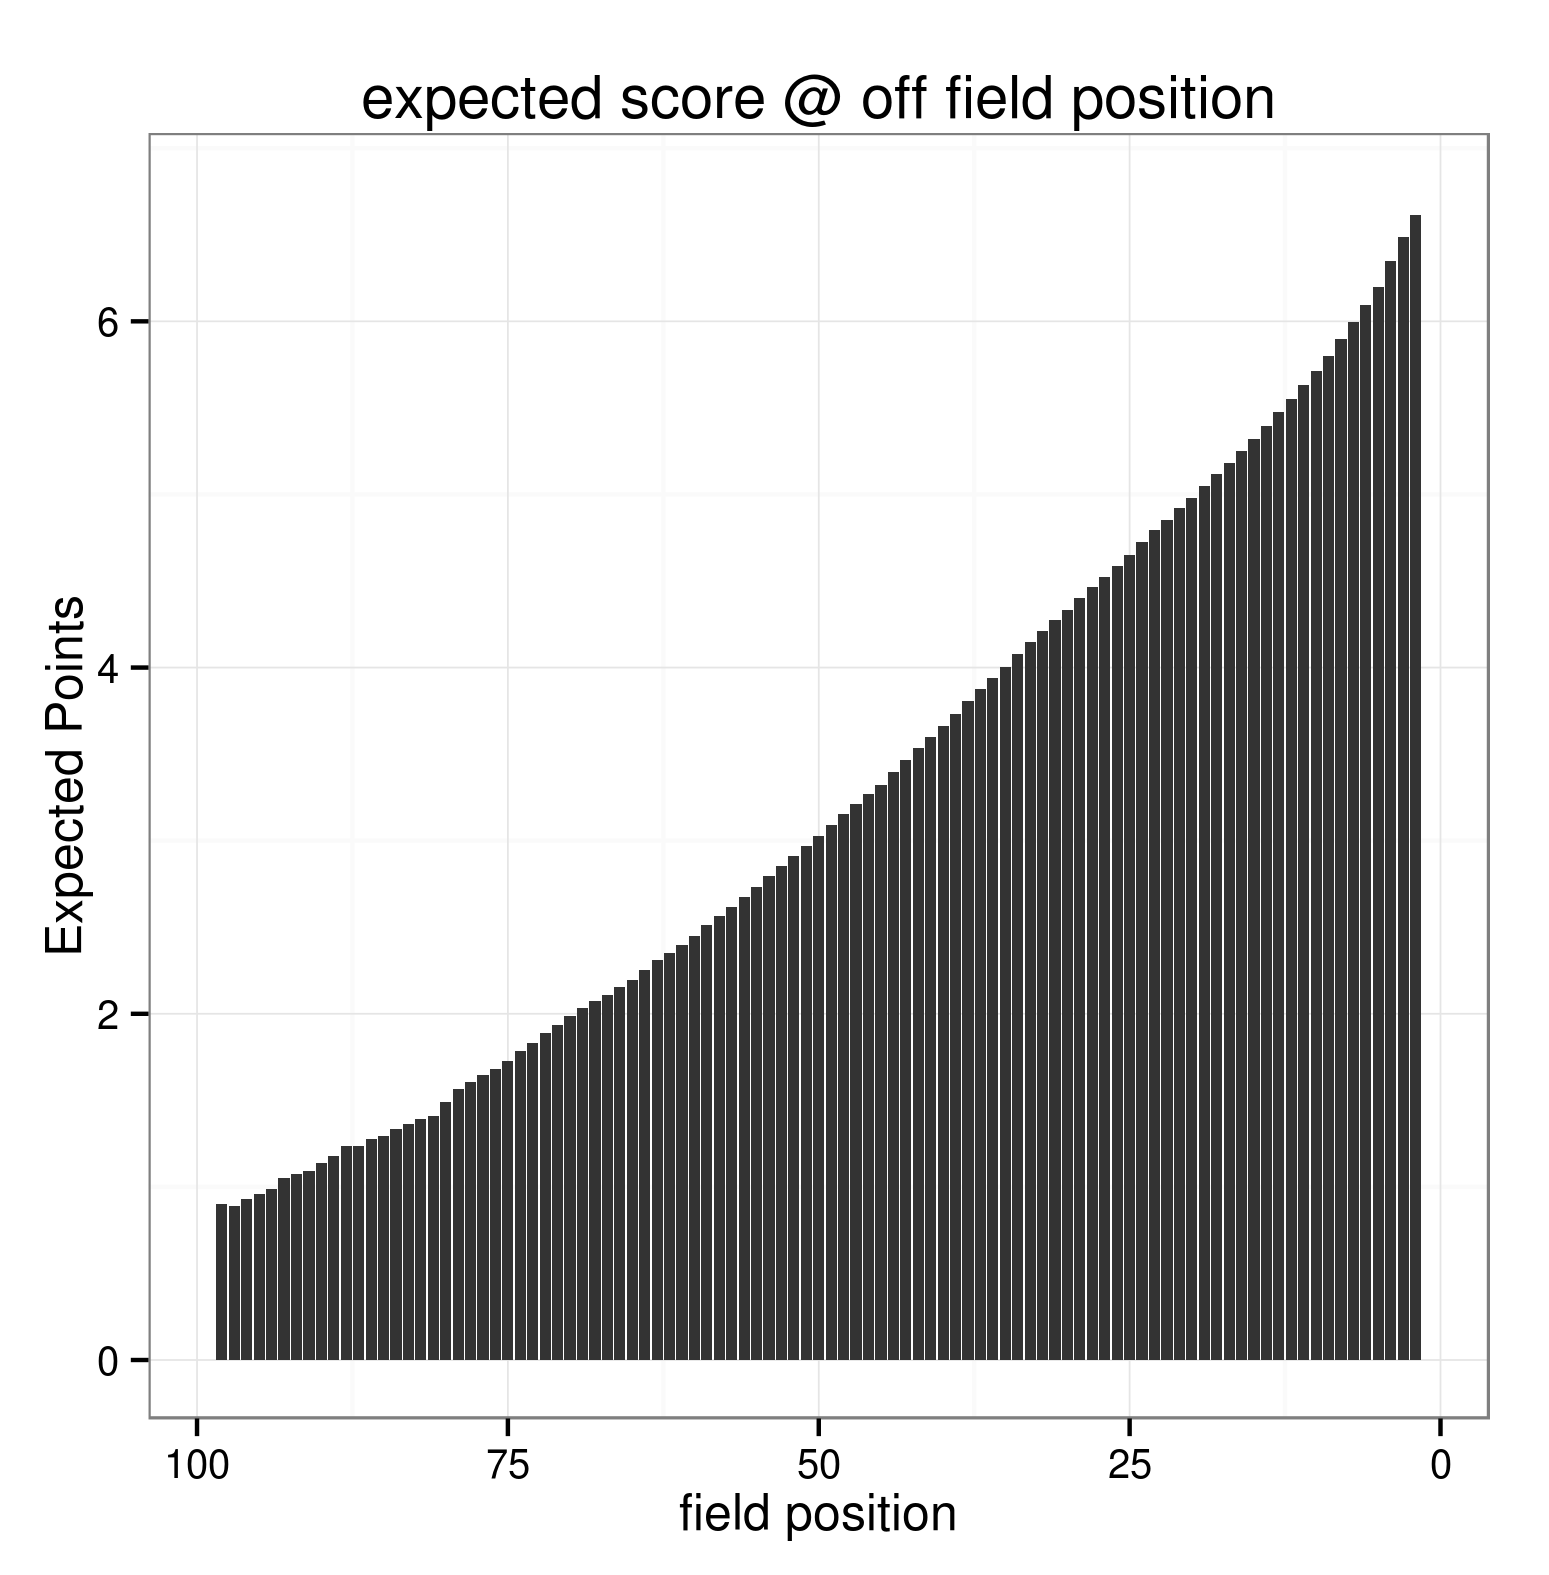 expected score @ off field position
Expected Points
6
4
2
0
100 75 50 25 0
field position